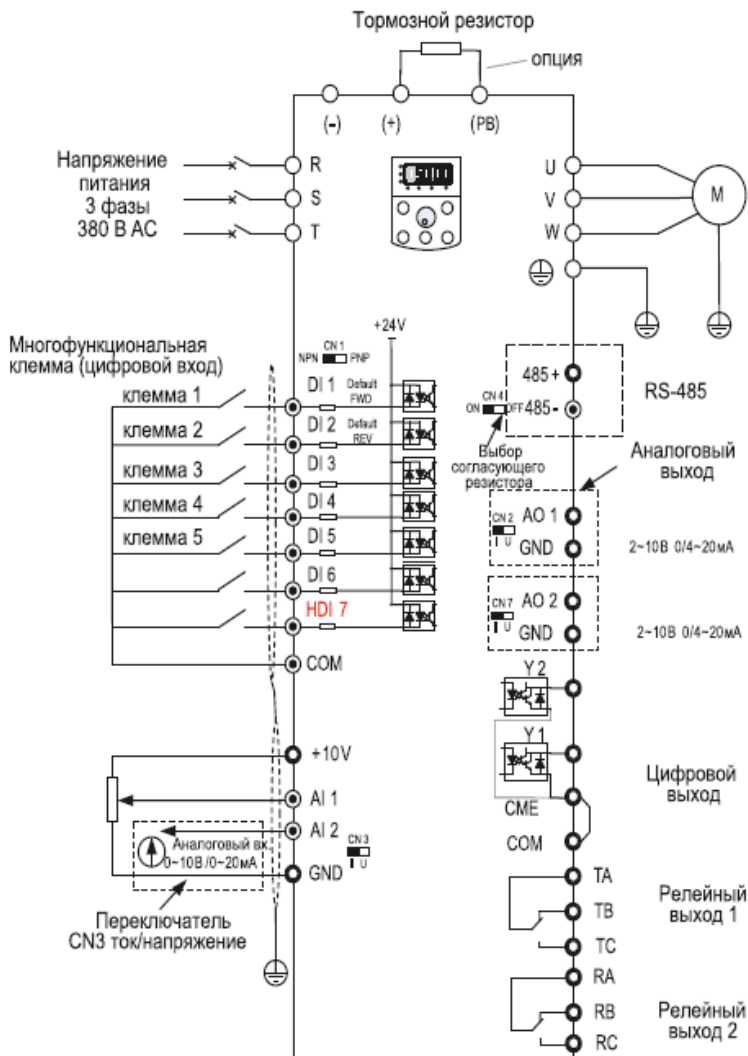 Тормозной резистор
опция
(-)
(+)
(PB)
Напряжение
питания
3 фазы
380 В AC
R
S
T
U
V
W
M
+24V
Многофункциональная
клемма (цифровой вход)
CN 1
NPN
PNP
клемма 1
DI 1
Default
FWD
клемма 2
DI 2
Default
REV
клемма 3
DI 3
клемма 4
DI 4
клемма 5
DI 5
DI 6
HDI 7
COM
485+
CN 4
ON
OFF
485-
RS-485
Выбор
согласующего
резистора
Аналоговый
выход
CN 2
I U
AO 1
GND
2~10В 0/4~20мА
CN 7
I U
AO 2
GND
2~10В 0/4~20мА
Y 2
Y 1
CME
COM
Цифровой
выход
+10V
AI 1
AI 2
Аналоговый вх.
0~10В/0~20мА
CN 3
I U
GND
Переключатель
CN3 ток/напряжение
TA
TB
TC
Релейный
выход 1
RA
RB
RC
Релейный
выход 2